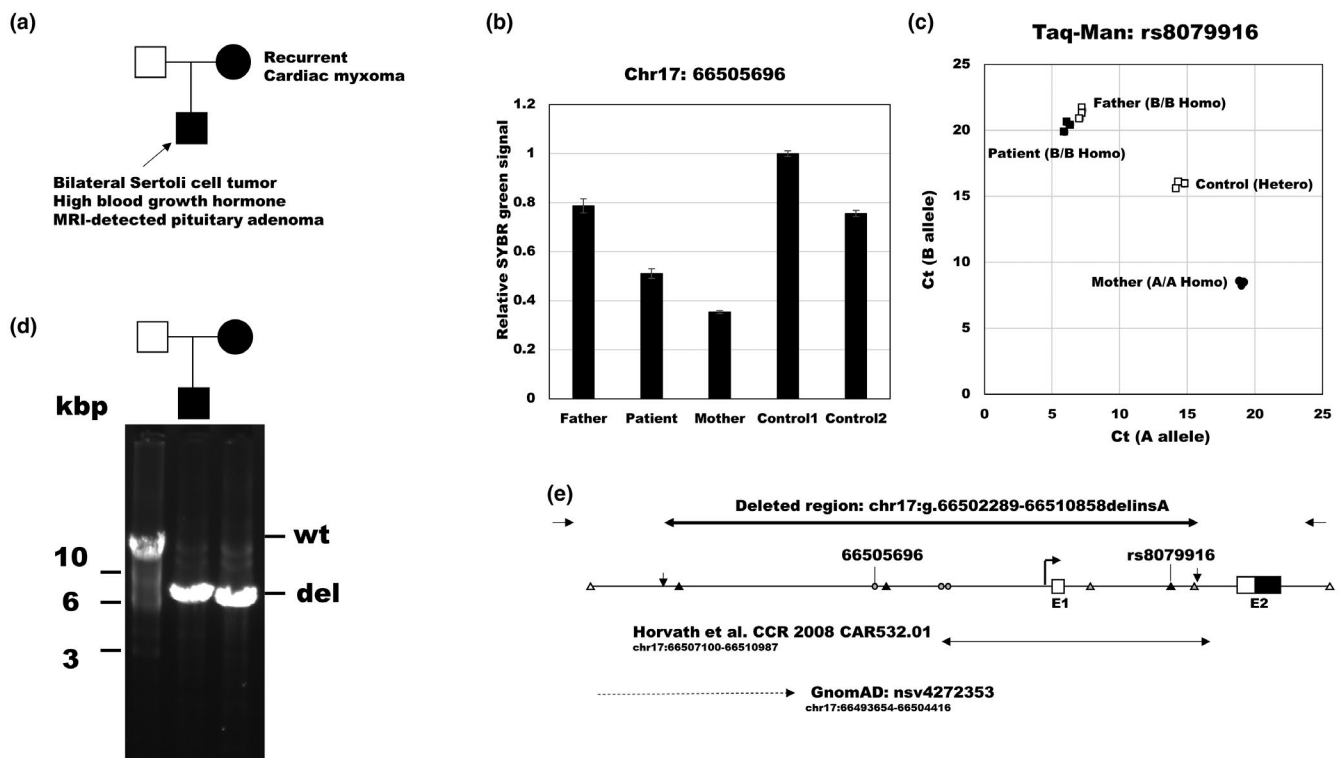 (a)
Recurrent
Cardiac myxoma
Bilateral Sertoli cell tumor
High blood growth hormone
MRI-detected pituitary adenoma
(b)
Chr17: 66505696
Relative SYBR green signal
1.2
1
0.8
0.6
0.4
0.2
0
Father Patient Mother Control1 Control2
(c)
Taq-Man: rs8079916
Ct (B allele)
25
20
15
10
5
0
Father (B/B Homo)
Patient (B/B Homo)
Control (Hetero)
Mother (A/A Homo)
0 5 10 15 20 25
Ct (A allele)
(d)
kbp
10
6
3
wt
del
(e)
Deleted region: chr17:g.66502289-66510858delinsA
66505696
rs8079916
E1
E2
Horvath et al. CCR 2008 CAR532.01
chr17:66507100-66510987
GnomAD: nsv4272353
chr17:66493654-66504416